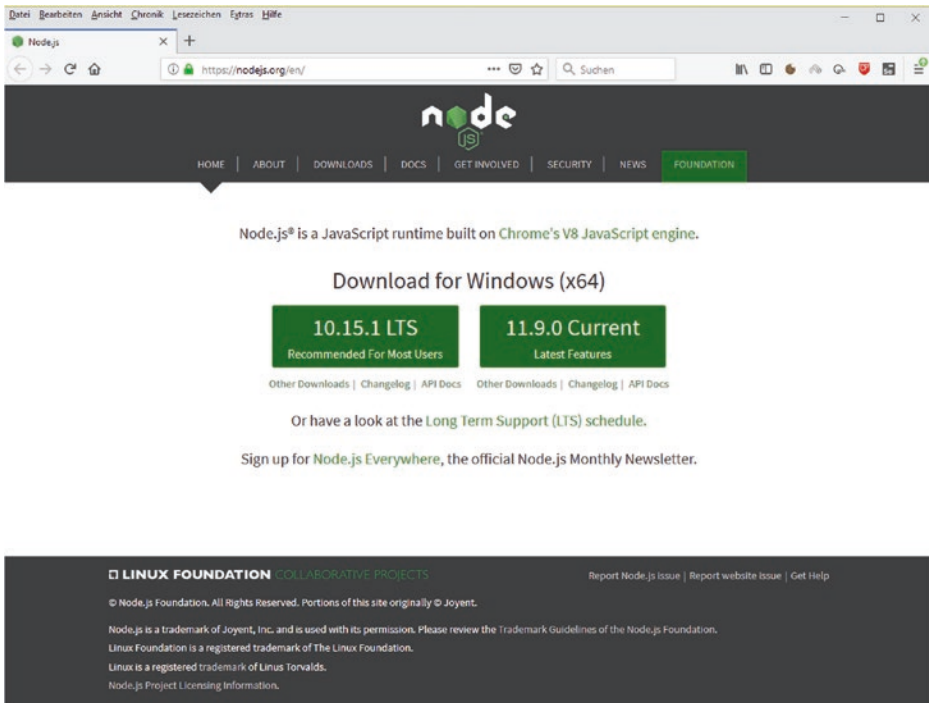 Datei Bearbeiten Ansicht Chronik Lesezeichen Extras Hilfe
Node.js
https://nodejs.org/en/
Suchen
node
JS
HOME | ABOUT | DOWNLOADS | DOCS | GET INVOLVED | SECURITY | NEWS FOUNDATION
Node.js® is a JavaScript runtime built on Chrome's V8 JavaScript engine.
Download for Windows (x64)
10.15.1 LTS
Recommended For Most Users
11.9.0 Current
Latest Features
Other Downloads | Changelog | API Docs
Other Downloads | Changelog | API Docs
Or have a look at the Long Term Support (LTS) schedule.
Sign up for Node.js Everywhere, the official Node.js Monthly Newsletter.
LINUX FOUNDATION COLLABORATIVE PROJECTS
Report Node.js issue | Report website issue | Get Help
© Node.js Foundation. All Rights Reserved. Portions of this site originally © Joyent.
Node.js is a trademark of Joyent, Inc. and is used with its permission. Please review the Trademark Guidelines of the Node.js Foundation.
Linux Foundation is a registered trademark of The Linux Foundation.
Linux is a registered trademark of Linus Torvalds.
Node.js Project Licensing Information.